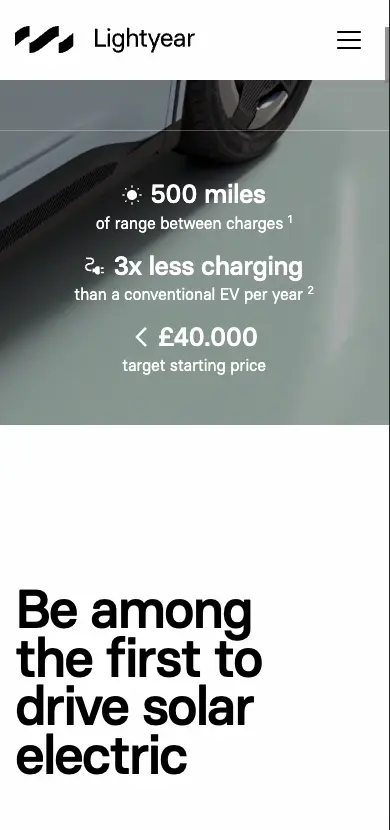 Lightyear
500 miles
of range between charges ¹
3x less charging
than a conventional EV per year ²
< £40.000
target starting price
Be among
the first to
drive solar
electric